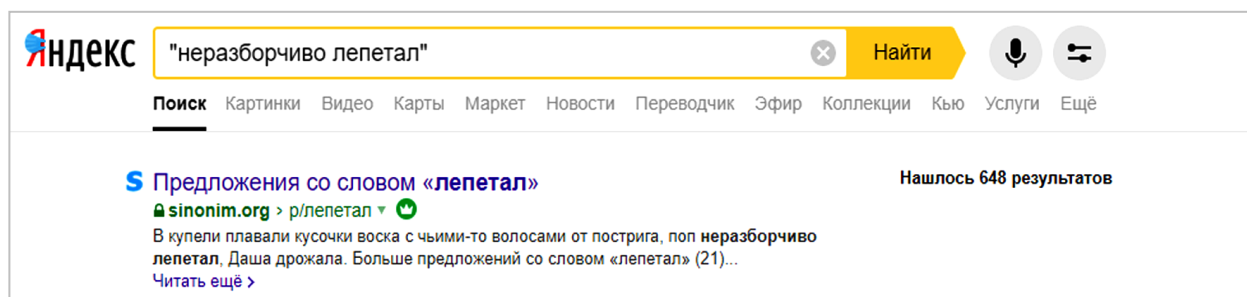 Яндекс "неразборчиво лепетал" Найти
Поиск Картинки Видео Карты Маркет Новости Переводчик Эфир Коллекции Кью Услуги Ещё
S Предложения со словом «лепетал» Нашлось 648 результатов
sinonim.org › р/лепетал
В купели плавали кусочки воска с чьими-то волосами от пострига, поп неразборчиво
лепетал, Даша дрожала. Больше предложений со словом «лепетал» (21)...
Читать ещё ›